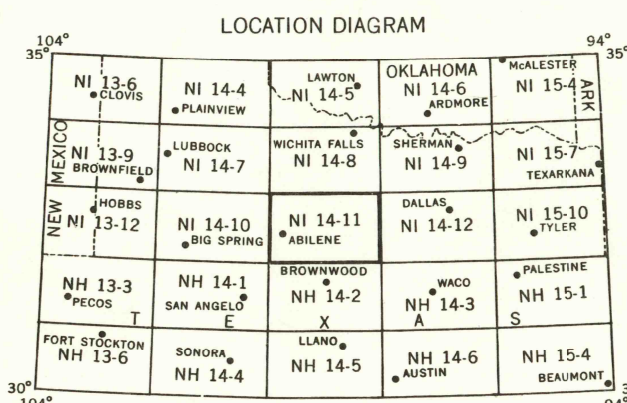 LOCATION DIAGRAM
104°
94°
35°
35°
NI 13-6
CLOVIS
NI 14-4
PLAINVIEW
LAWTON
NI 14-5
OKLAHOMA
NI 14-6
ARDMORE
McALESTER
NI 15-4
ARK
NEW MEXICO
NI 13-9
BROWNFIELD
LUBBOCK
NI 14-7
WICHITA FALLS
NI 14-8
SHERMAN
NI 14-9
NI 15-7
TEXARKANA
HOBBS
NI 13-12
NI 14-10
BIG SPRING
NI 14-11
ABILENE
DALLAS
NI 14-12
NI 15-10
TYLER
NH 13-3
PECOS
NH 14-1
SAN ANGELO
BROWNWOOD
NH 14-2
WACO
NH 14-3
PALESTINE
NH 15-1
T E X A S
FORT STOCKTON
NH 13-6
SONORA
NH 14-4
LLANO
NH 14-5
NH 14-6
AUSTIN
NH 15-4
BEAUMONT
30°
30°
104°
94°